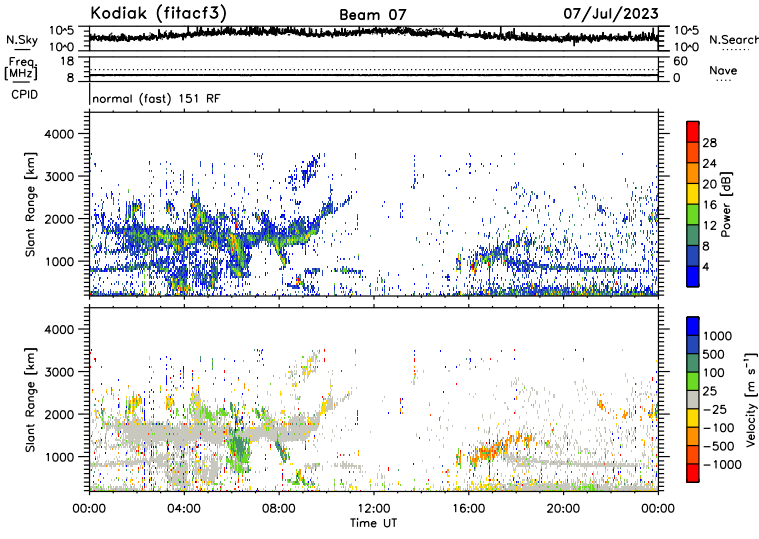 Kodiak (fitacf3) Beam 07 07/Jul/2023
N.Sky 10^5 10^0 10^5 10^0 N.Search
Freq. [MHz] 18 8 60 0 Nave
CPID normal (fast) 151 RF
Slant Range [km] 4000 3000 2000 1000
28 24 20 16 12 8 4 Power [dB]
Slant Range [km] 4000 3000 2000 1000
1000 500 100 25 -25 -100 -500 -1000 Velocity [m s^-1]
00:00 04:00 08:00 12:00 16:00 20:00 00:00
Time UT